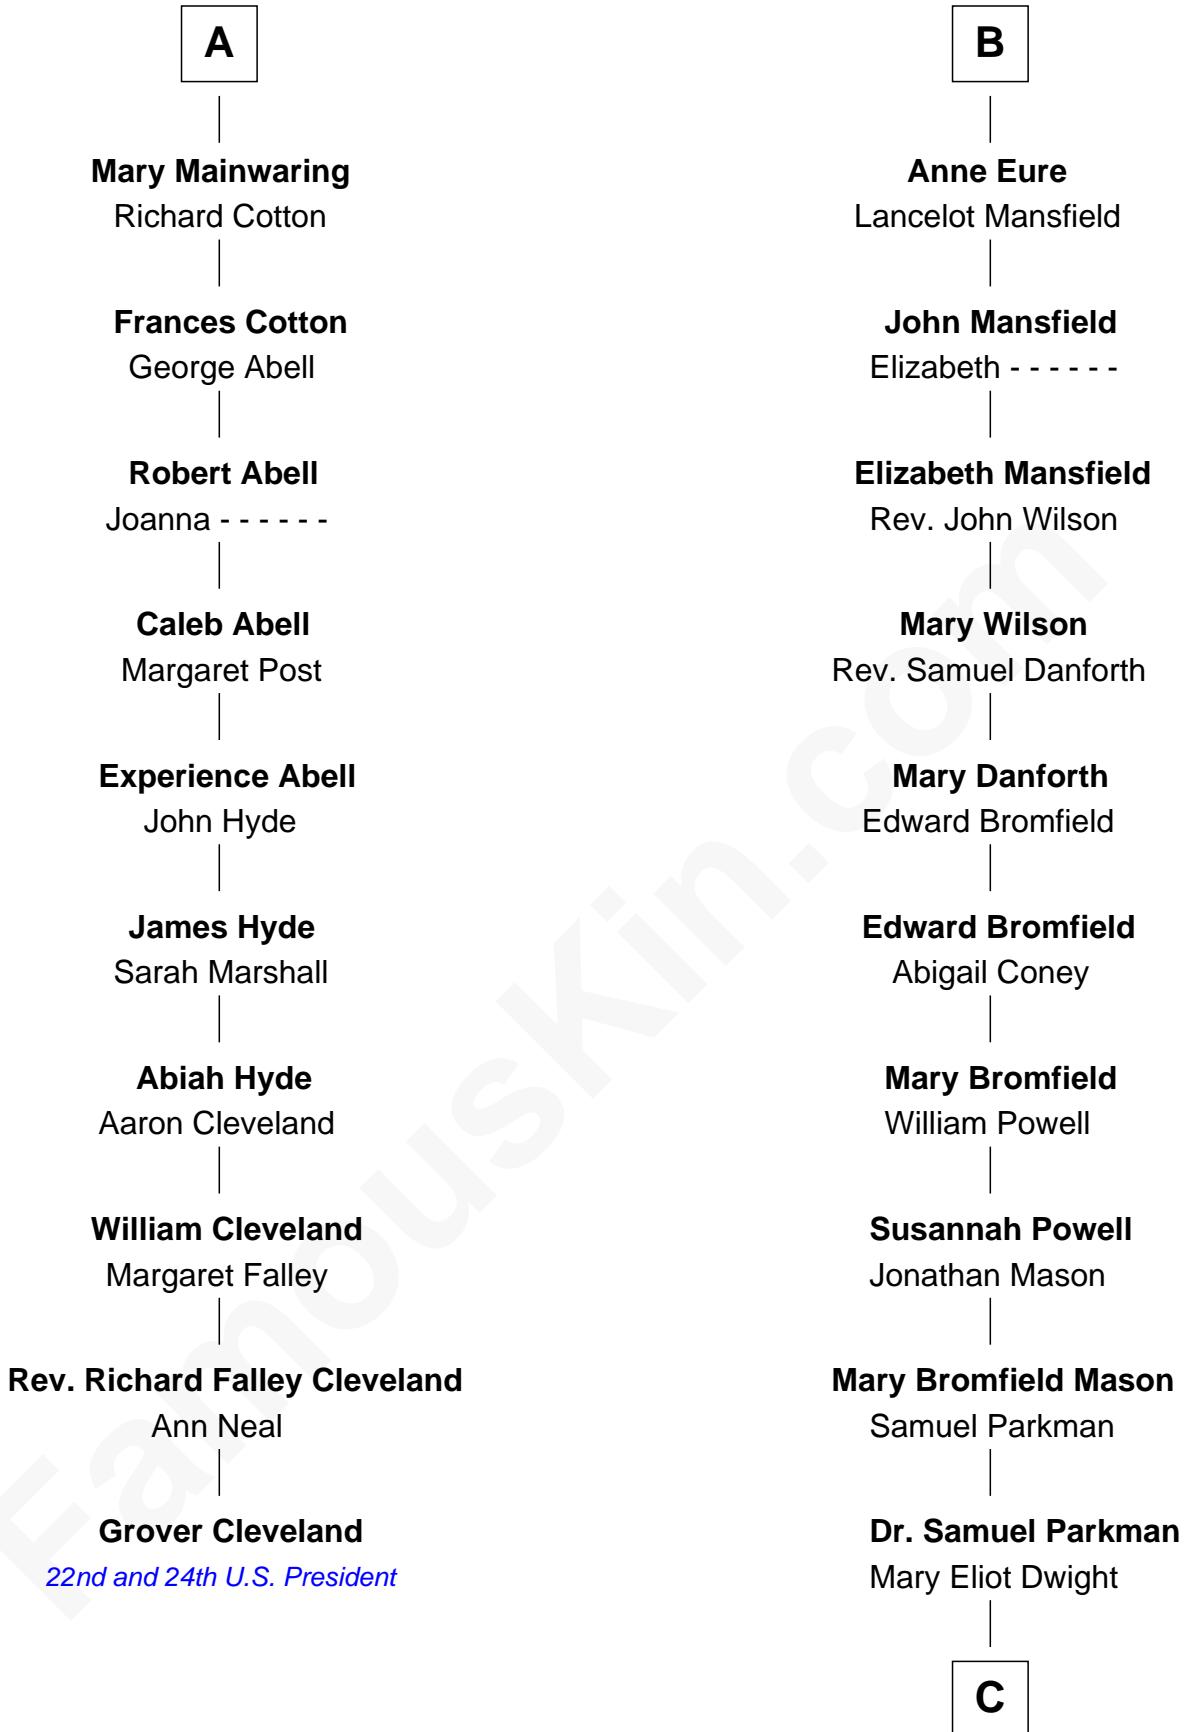 A
Mary Mainwaring
Richard Cotton
Frances Cotton
George Abell
Robert Abell
Joanna - - - - - -
Caleb Abell
Margaret Post
Experience Abell
John Hyde
James Hyde
Sarah Marshall
Abiah Hyde
Aaron Cleveland
William Cleveland
Margaret Falley
Rev. Richard Falley Cleveland
Ann Neal
Grover Cleveland
22nd and 24th U.S. President
B
Anne Eure
Lancelot Mansfield
John Mansfield
Elizabeth - - - - - -
Elizabeth Mansfield
Rev. John Wilson
Mary Wilson
Rev. Samuel Danforth
Mary Danforth
Edward Bromfield
Edward Bromfield
Abigail Coney
Mary Bromfield
William Powell
Susannah Powell
Jonathan Mason
Mary Bromfield Mason
Samuel Parkman
Dr. Samuel Parkman
Mary Eliot Dwight
C
FamousKin.com